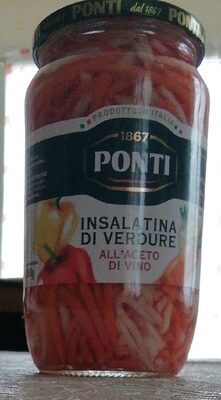 PONTI dal 1867
PRODOTTO IN ITALIA
1867
PONTI
INSALATINA
DI VERDURE
ALL'ACETO
DI VINO